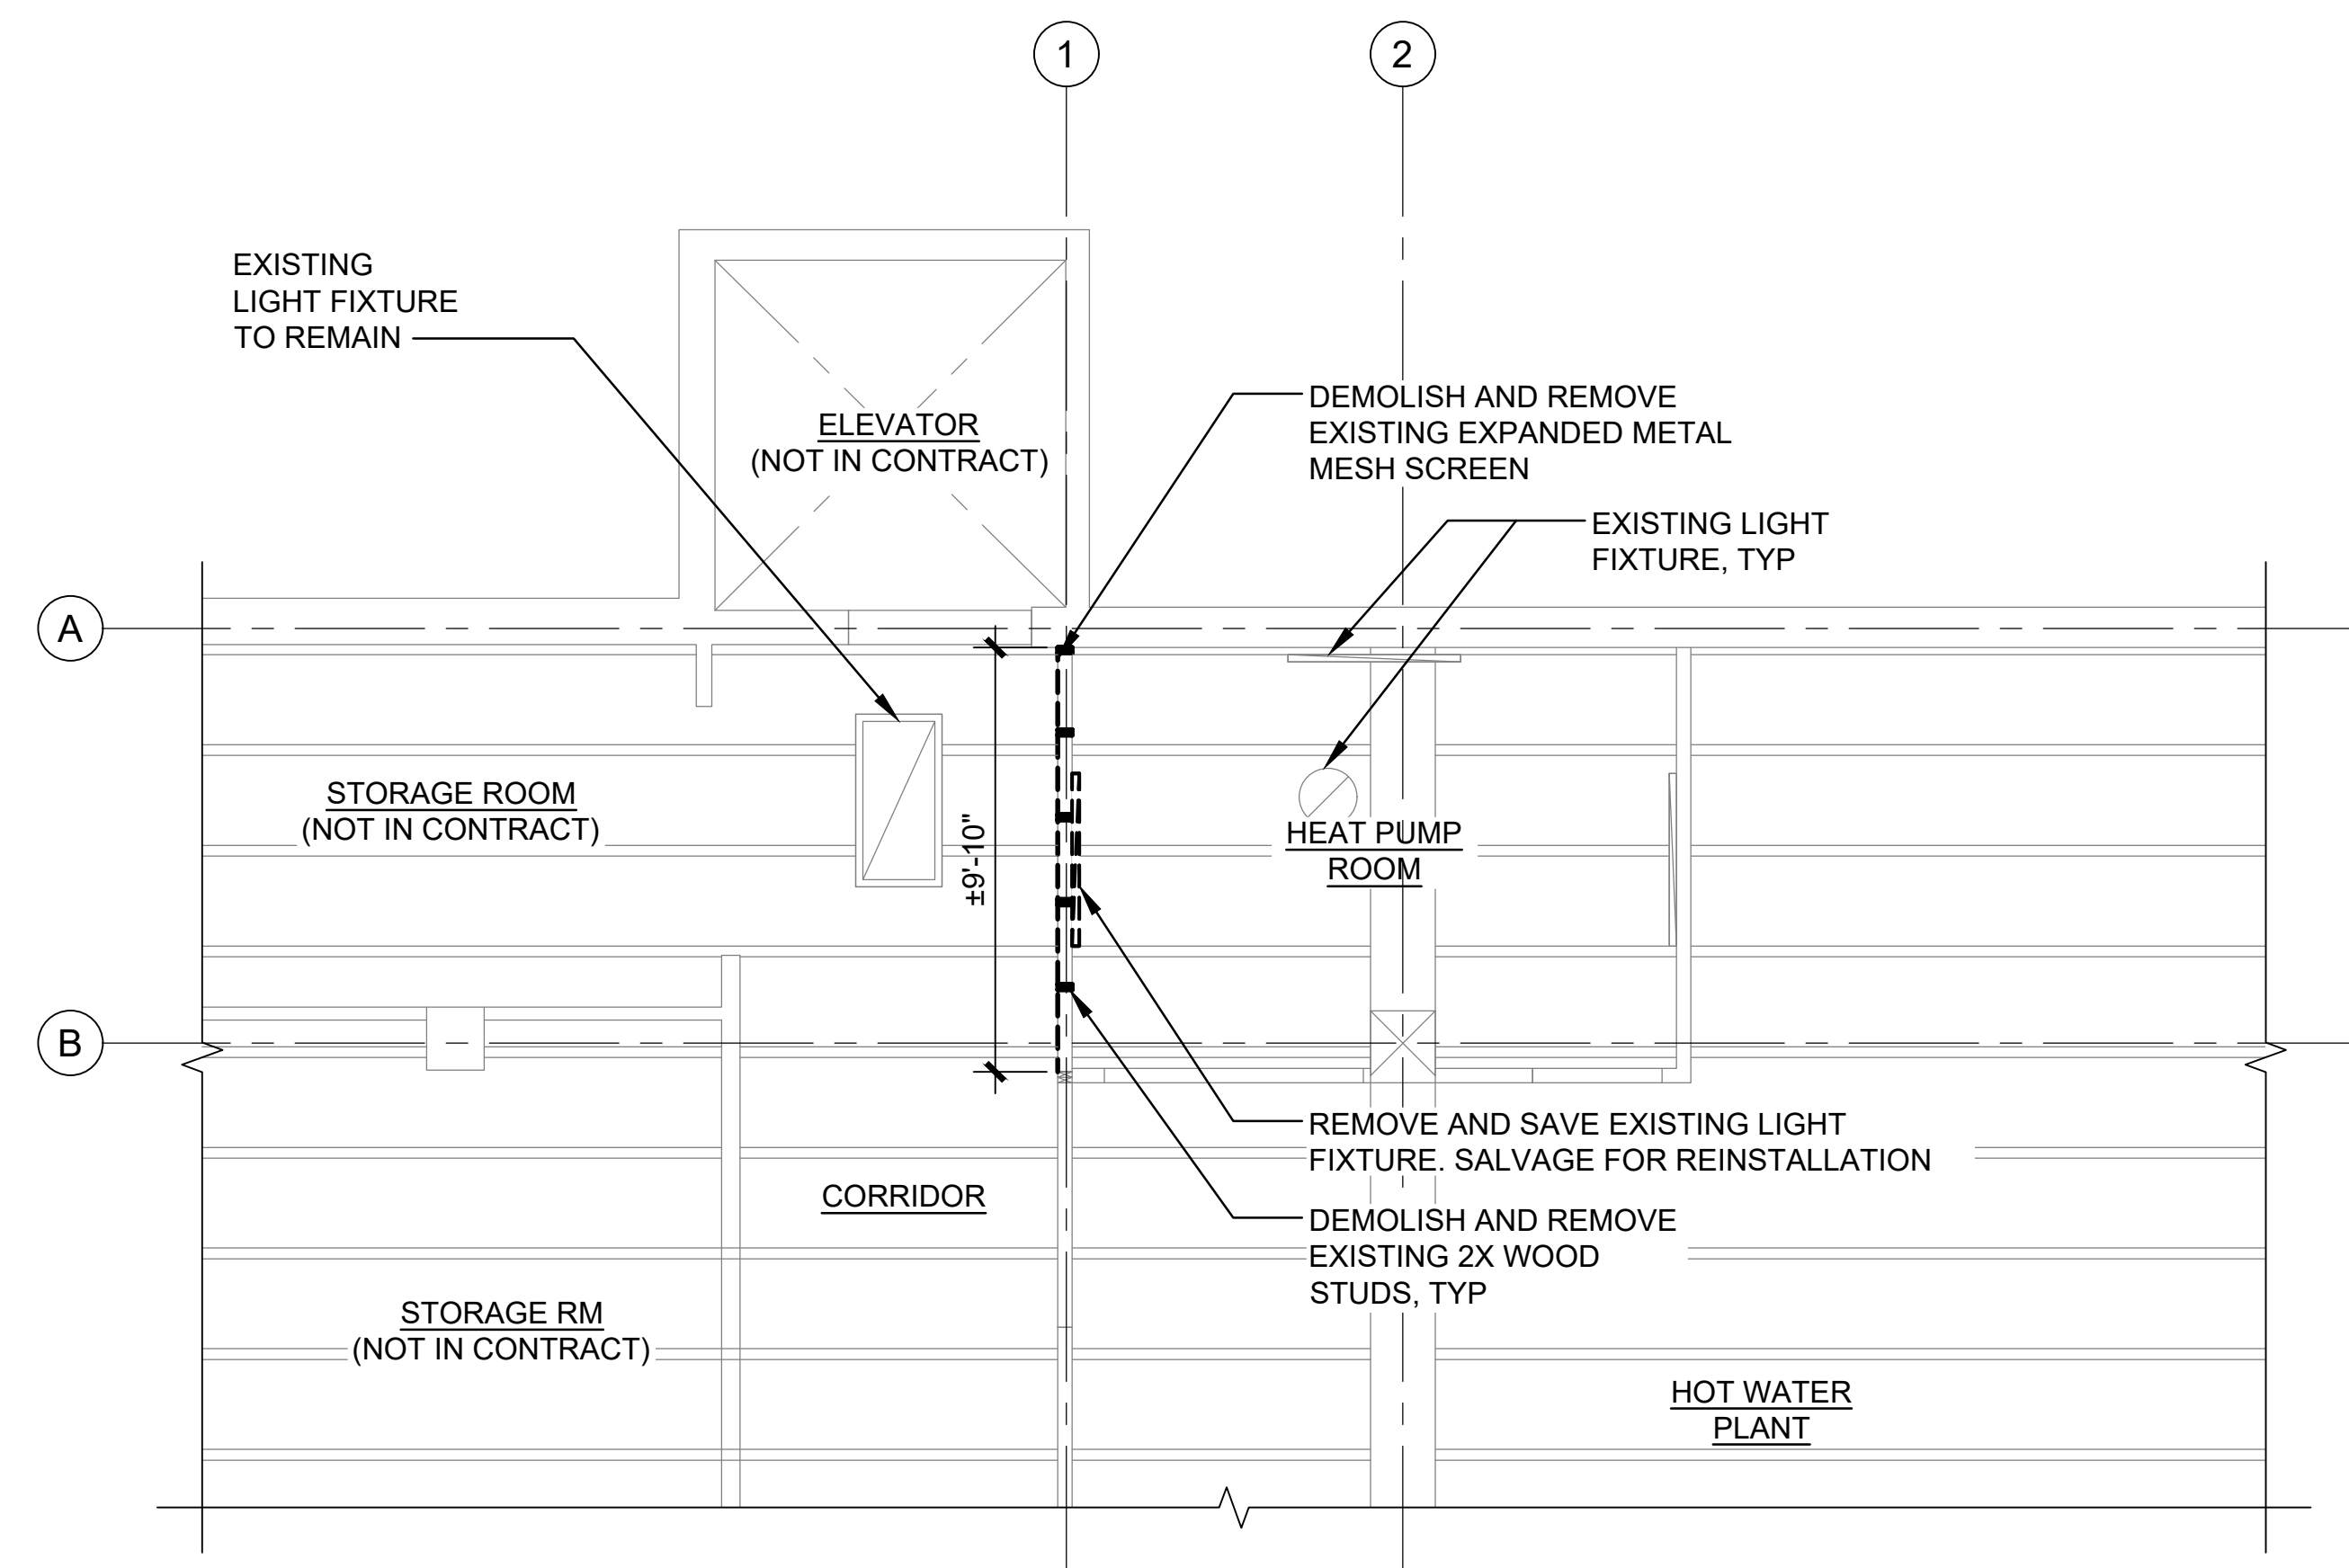 1
2
EXISTING
LIGHT FIXTURE
TO REMAIN
ELEVATOR
(NOT IN CONTRACT)
DEMOLISH AND REMOVE
EXISTING EXPANDED METAL
MESH SCREEN
EXISTING LIGHT
FIXTURE, TYP
A
STORAGE ROOM
(NOT IN CONTRACT)
±9'-10"
HEAT PUMP
ROOM
B
REMOVE AND SAVE EXISTING LIGHT
FIXTURE. SALVAGE FOR REINSTALLATION
CORRIDOR
DEMOLISH AND REMOVE
EXISTING 2X WOOD
STUDS, TYP
STORAGE RM
(NOT IN CONTRACT)
HOT WATER
PLANT